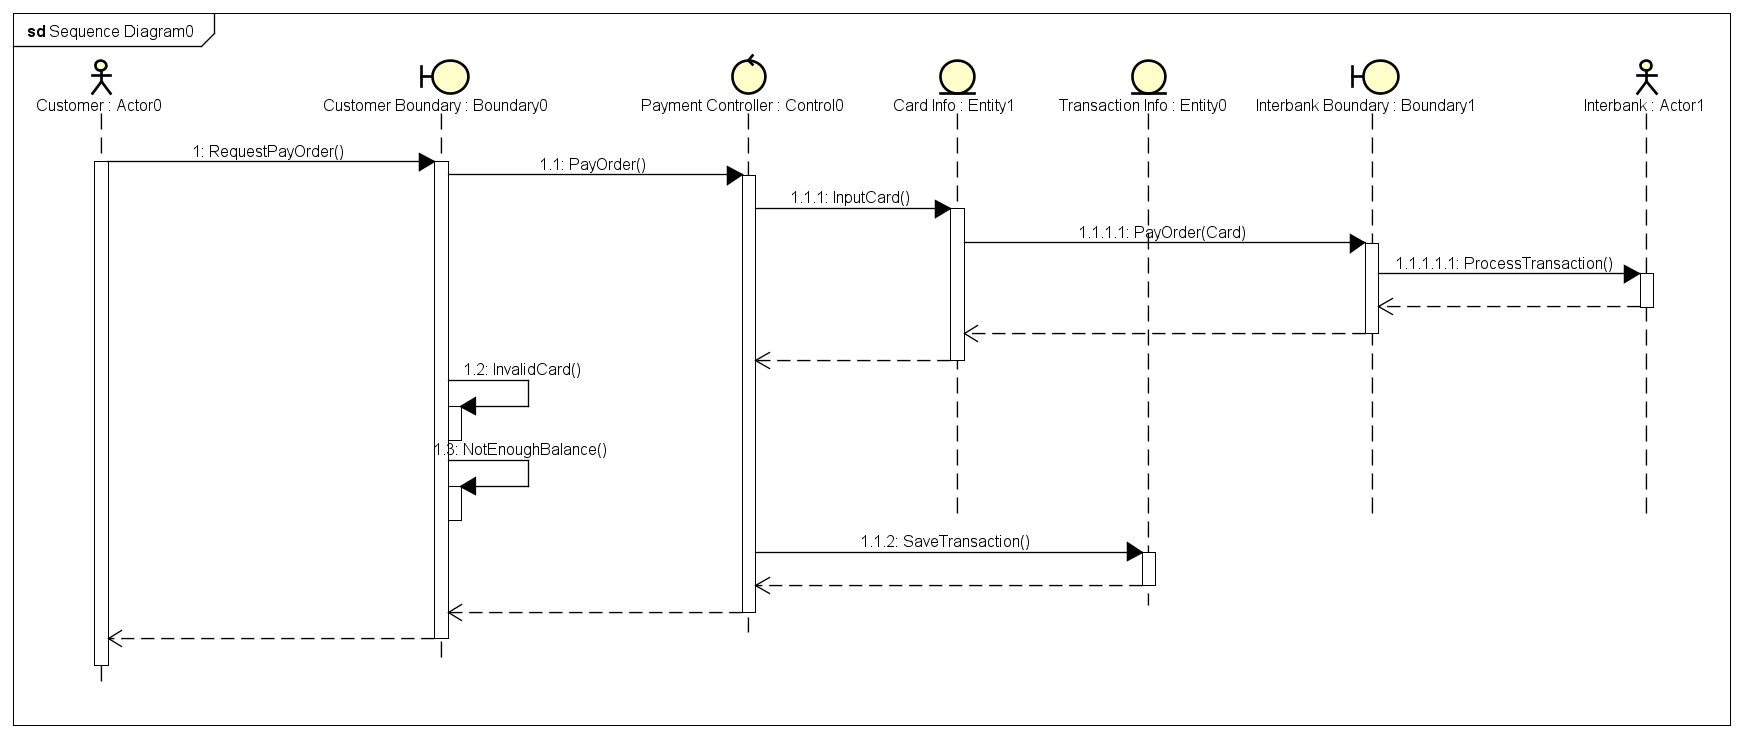 sd Sequence Diagram0
Customer : Actor0
Customer Boundary : Boundary0
Payment Controller : Control0
Card Info : Entity1
Transaction Info : Entity0
Interbank Boundary : Boundary1
Interbank : Actor1
1: RequestPayOrder()
1.1: PayOrder()
1.1.1: InputCard()
1.1.1.1: PayOrder(Card)
1.1.1.1.1: ProcessTransaction()
1.2: InvalidCard()
1.3: NotEnoughBalance()
1.1.2: SaveTransaction()